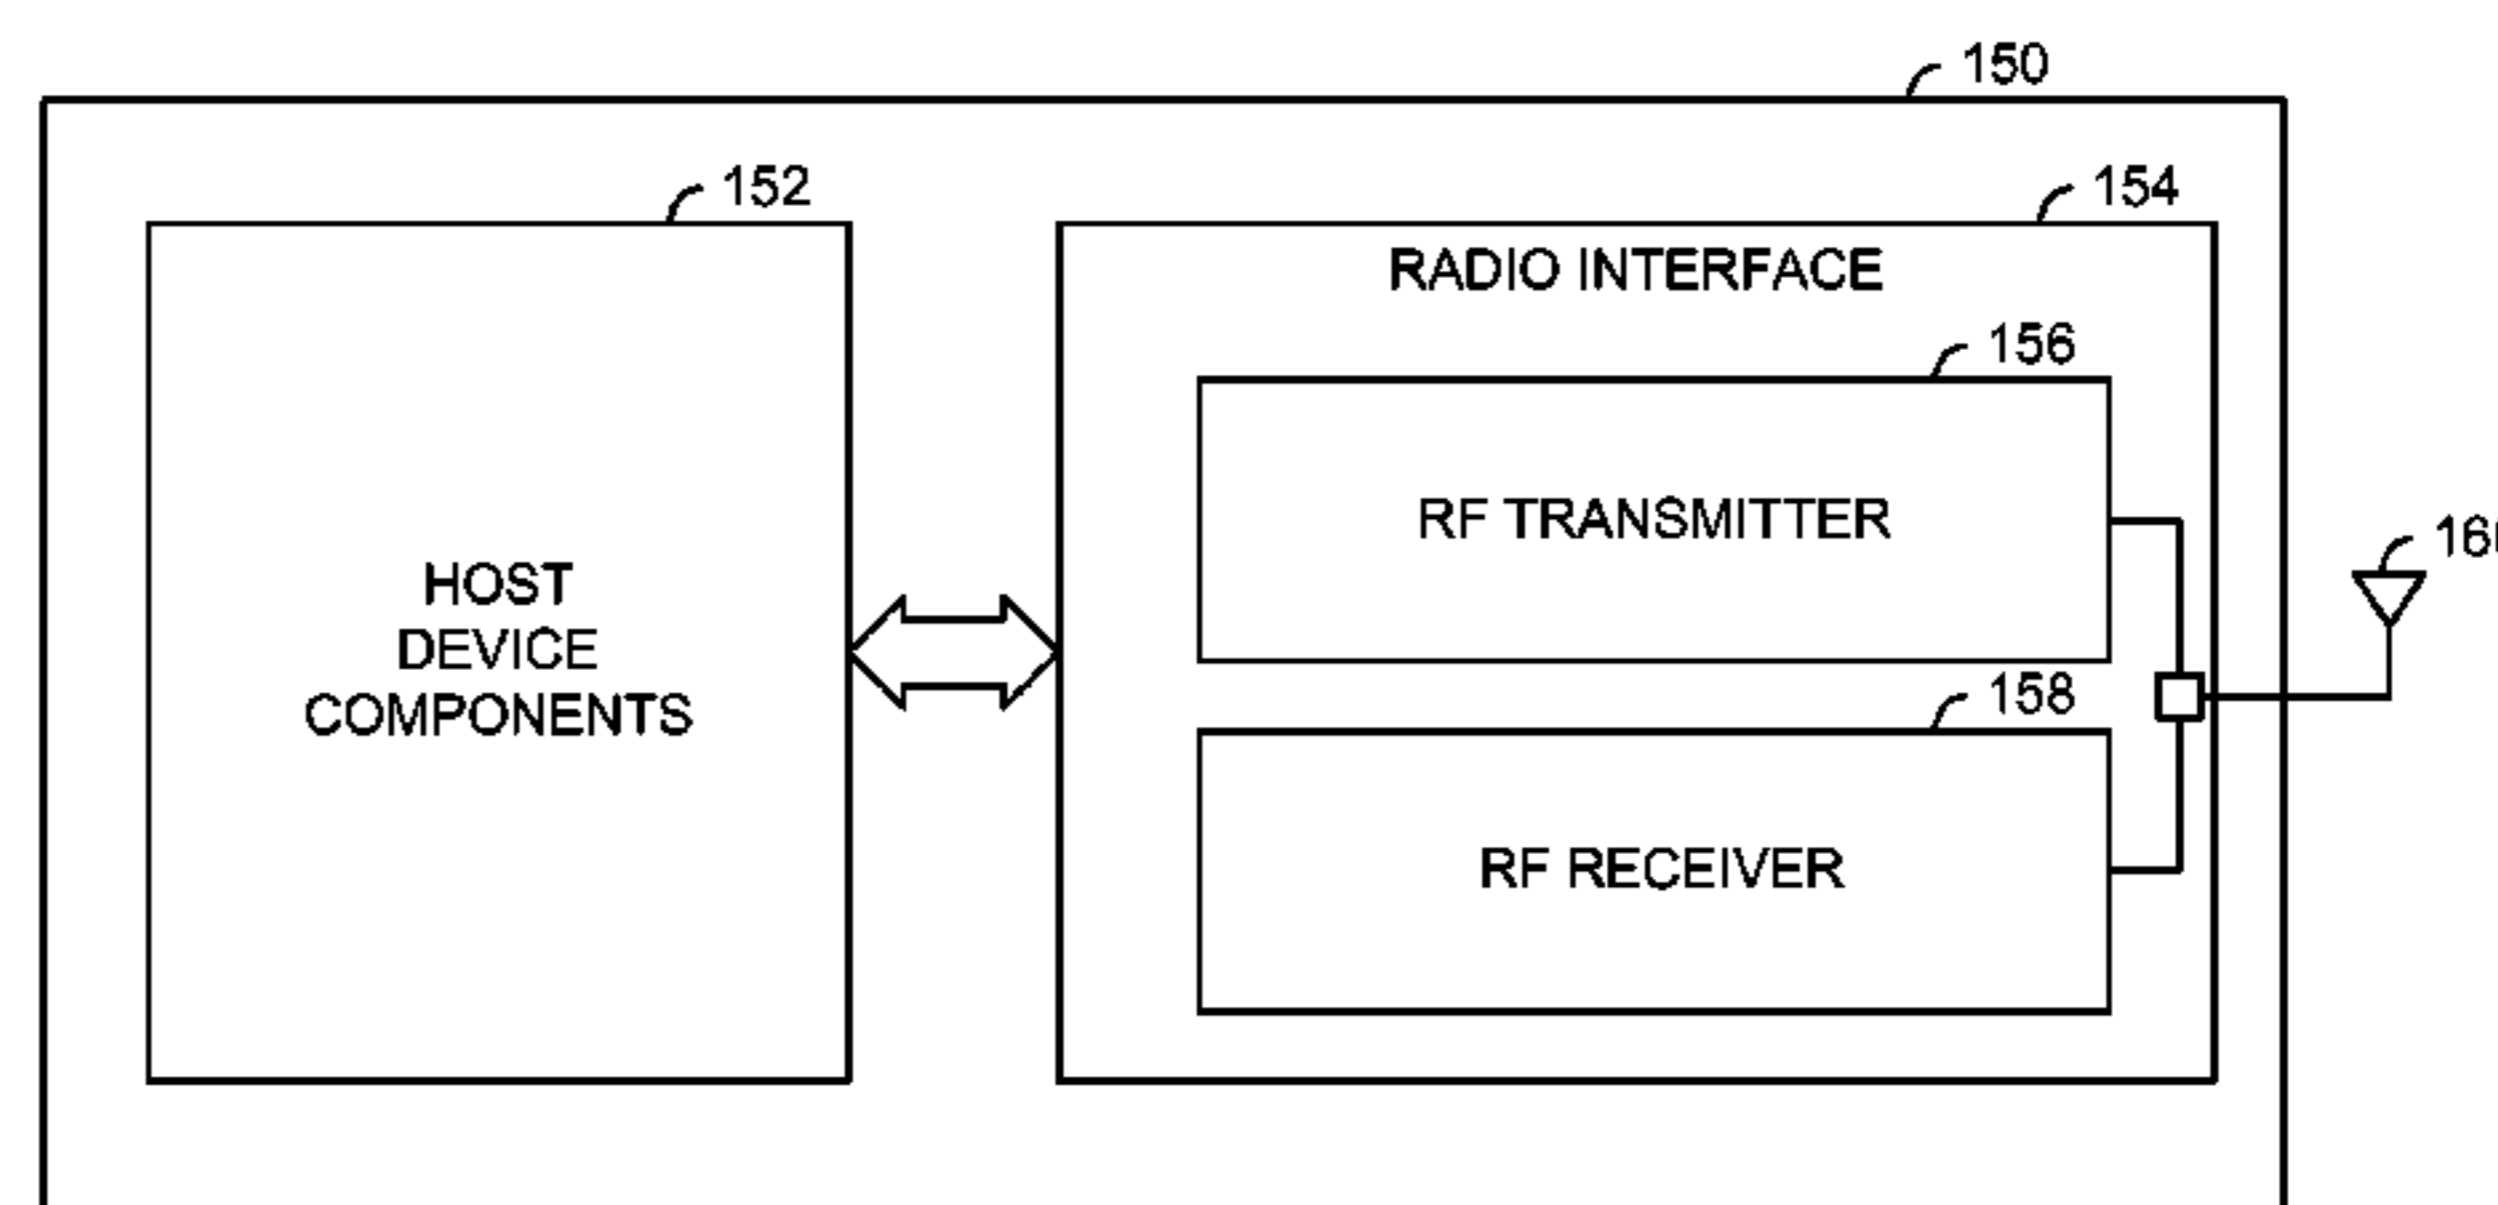 150
152
154
RADIO INTERFACE
156
RF TRANSMITTER
HOST
DEVICE
COMPONENTS
158
RF RECEIVER